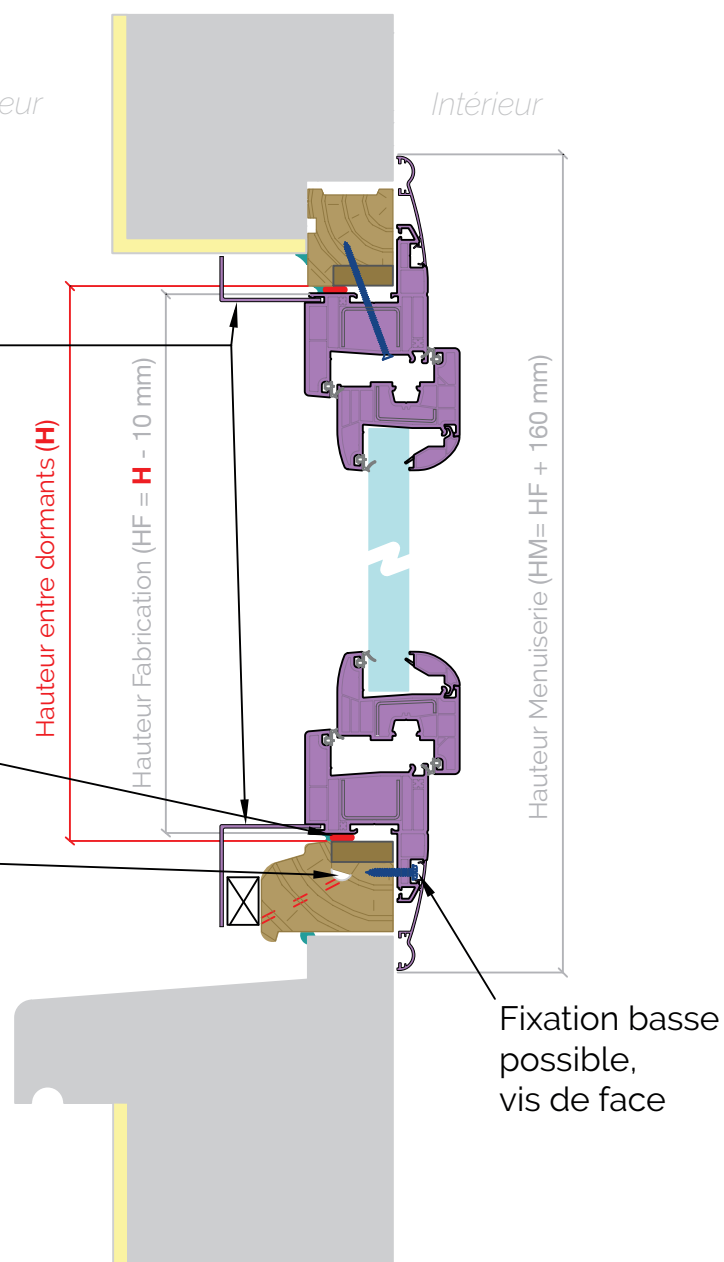 Intérieur
Hauteur entre dormants (H)
Hauteur Fabrication (HF = H - 10 mm)
Hauteur Menuiserie (HM= HF + 160 mm)
Fixation basse
possible,
vis de face